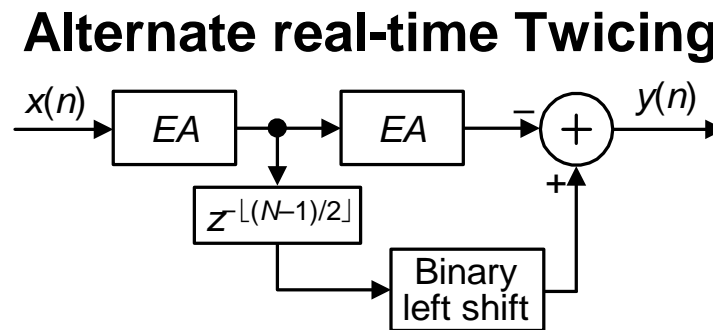 Alternate real-time Twicing
x(n)
y(n)
EA
EA
–
+
+
z^{-⌊(N–1)/2⌋}
Binary
left shift